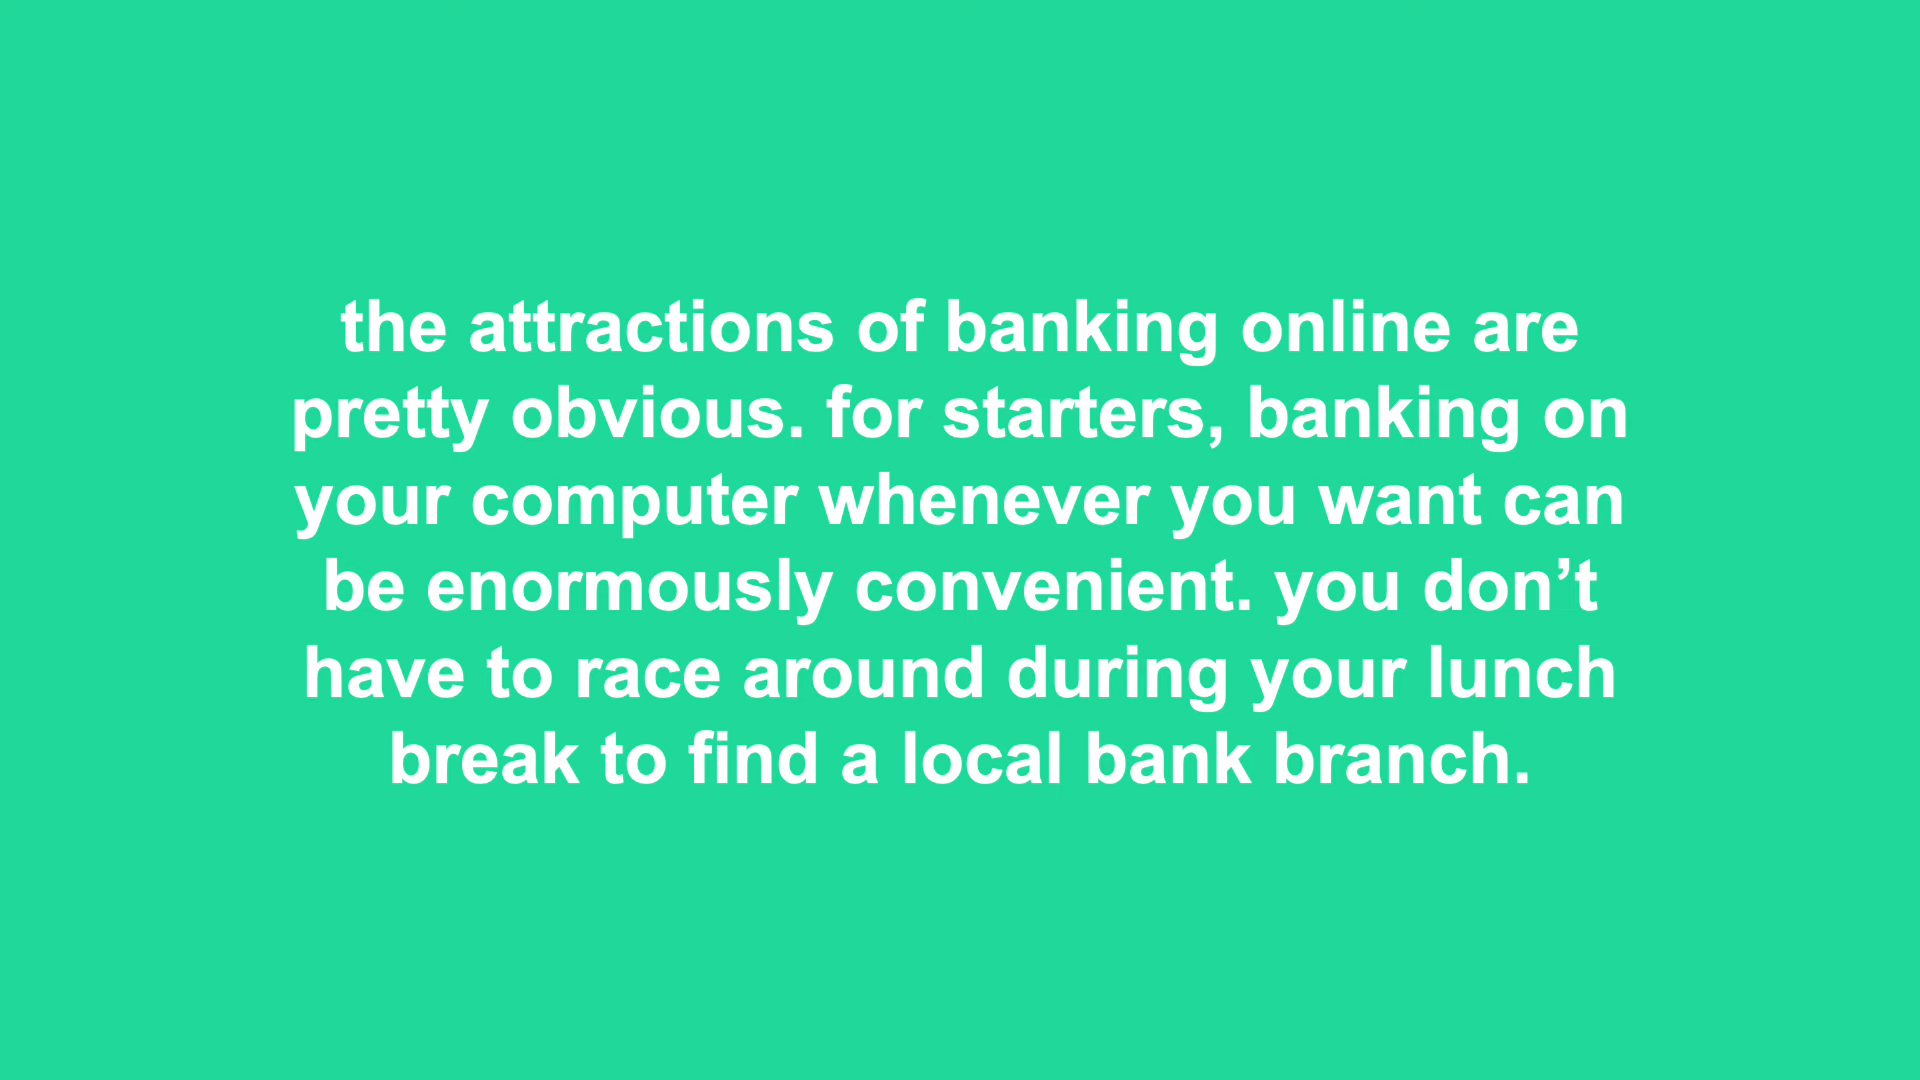 the attractions of banking online are
pretty obvious. for starters, banking on
your computer whenever you want can
be enormously convenient. you don’t
have to race around during your lunch
break to find a local bank branch.